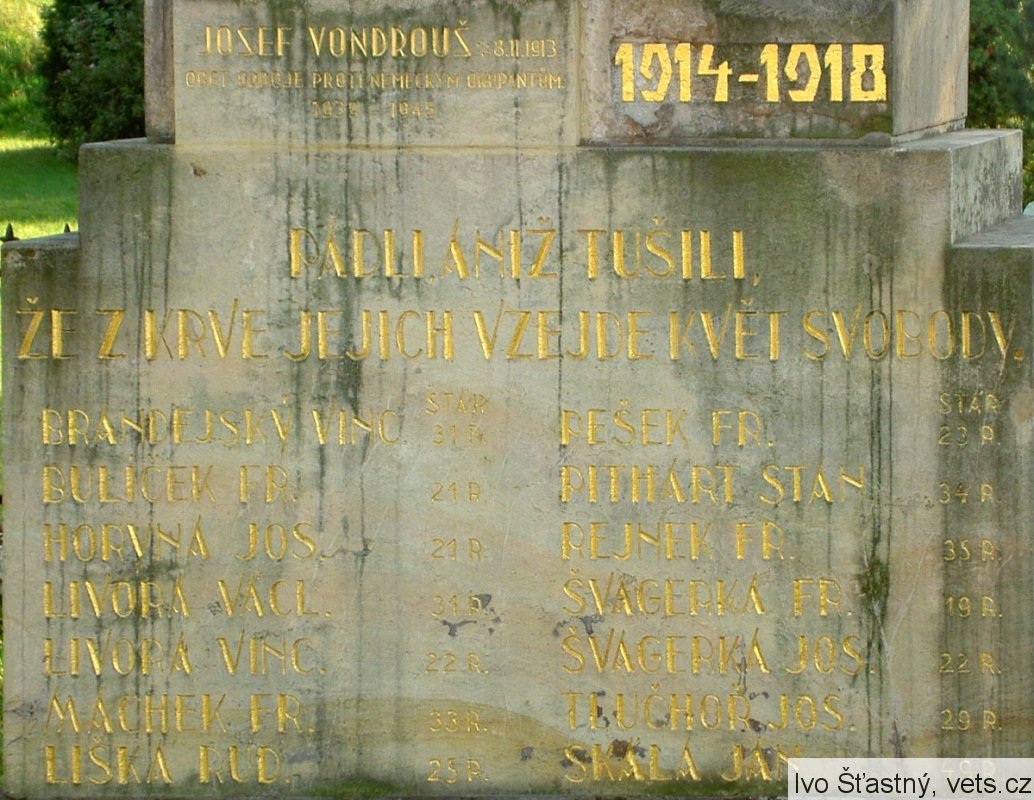 JOSEF VONDROUŠ * 8.11.1913
OBĚŤ ODBOJE PROTI NĚMECKÝM OKUPANTŮM
1939 - 1945
1914-1918
PADLI, ANIŽ TUŠILI,
ŽE Z KRVE JEJICH VZEJDE KVĚT SVOBODY.
STÁŘ
BRANDEJSKÝ VINC. 31 R.
BULÍČEK FR. 21 R.
HORYNA JOS. 21 R.
LIVORA VÁCL. 31 R.
LIVORA VINC. 22 R.
MACHEK FR. 33 R.
LIŠKA RUD. 25 R.
STÁŘ
PEŠEK FR. 23 R.
PITHART STAN 34 R.
REJNEK FR. 35 R.
ŠVAGERKA FR. 19 R.
ŠVAGERKA JOS. 22 R.
TLUČHOŘ JOS. 29 R.
SKÁLA JAN
Ivo Šťastný, vets.cz